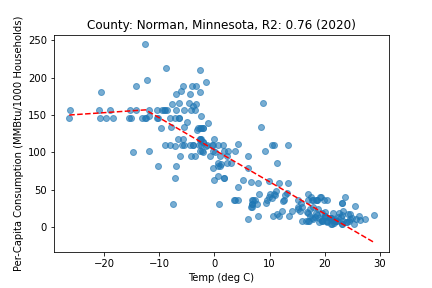 County: Norman, Minnesota, R2: 0.76 (2020)
Per-Capita Consumption (MMBtu/1000 Households)
250
200
150
100
50
0
−20 −10 0 10 20 30
Temp (deg C)